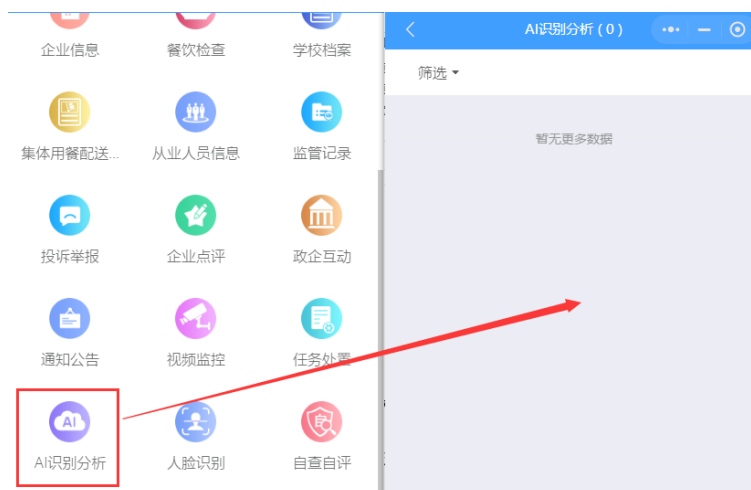 企业信息
餐饮检查
学校档案
集体用餐配送...
从业人员信息
监管记录
投诉举报
企业点评
政企互动
通知公告
视频监控
任务处置
AI
AI识别分析
人脸识别
自查自评
AI识别分析 ( 0 )
筛选
暂无更多数据